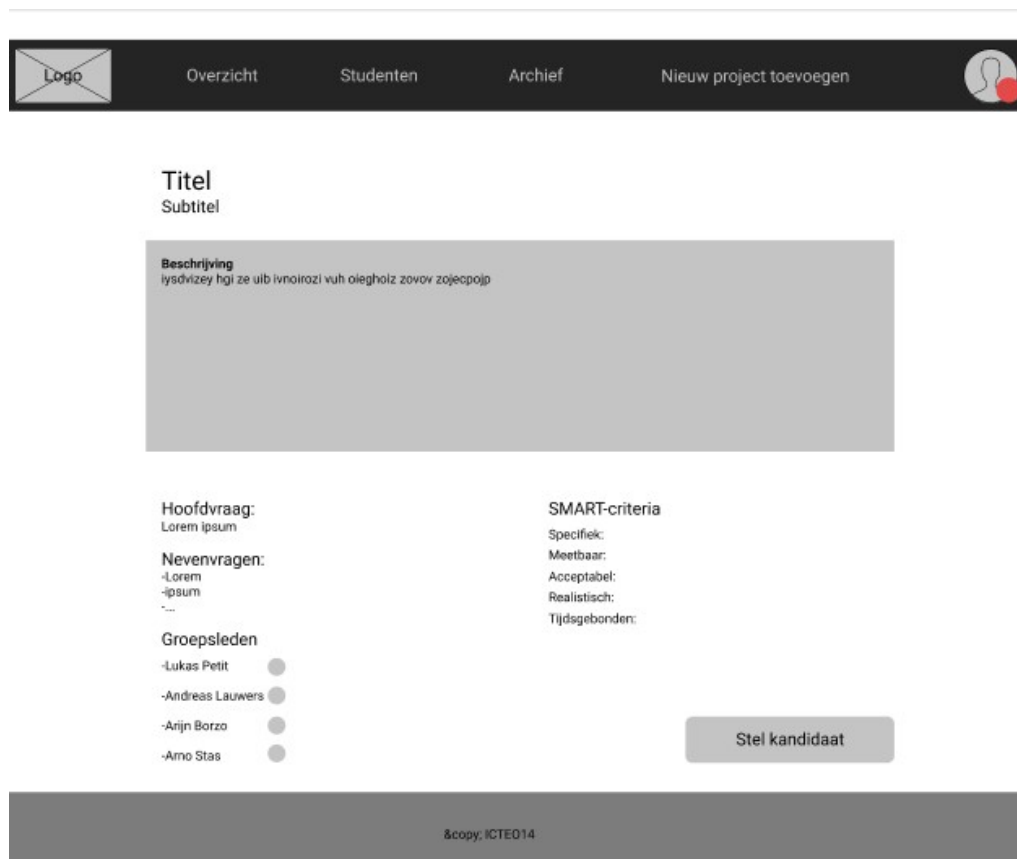 Logo
Overzicht
Studenten
Archief
Nieuw project toevoegen
Titel
Subtitel
Beschrijving
iysdvizey hgi ze uib ivnoirozi vuh oieghoiz zovov zojecpojp
Hoofdvraag:
Lorem ipsum
Nevenvragen:
-Lorem
-ipsum
-...
Groepsleden
-Lukas Petit
-Andreas Lauwers
-Arijn Borzo
-Arno Stas
SMART-criteria
Specifiek:
Meetbaar:
Acceptabel:
Realistisch:
Tijdsgebonden:
Stel kandidaat
&copy; ICTEO14